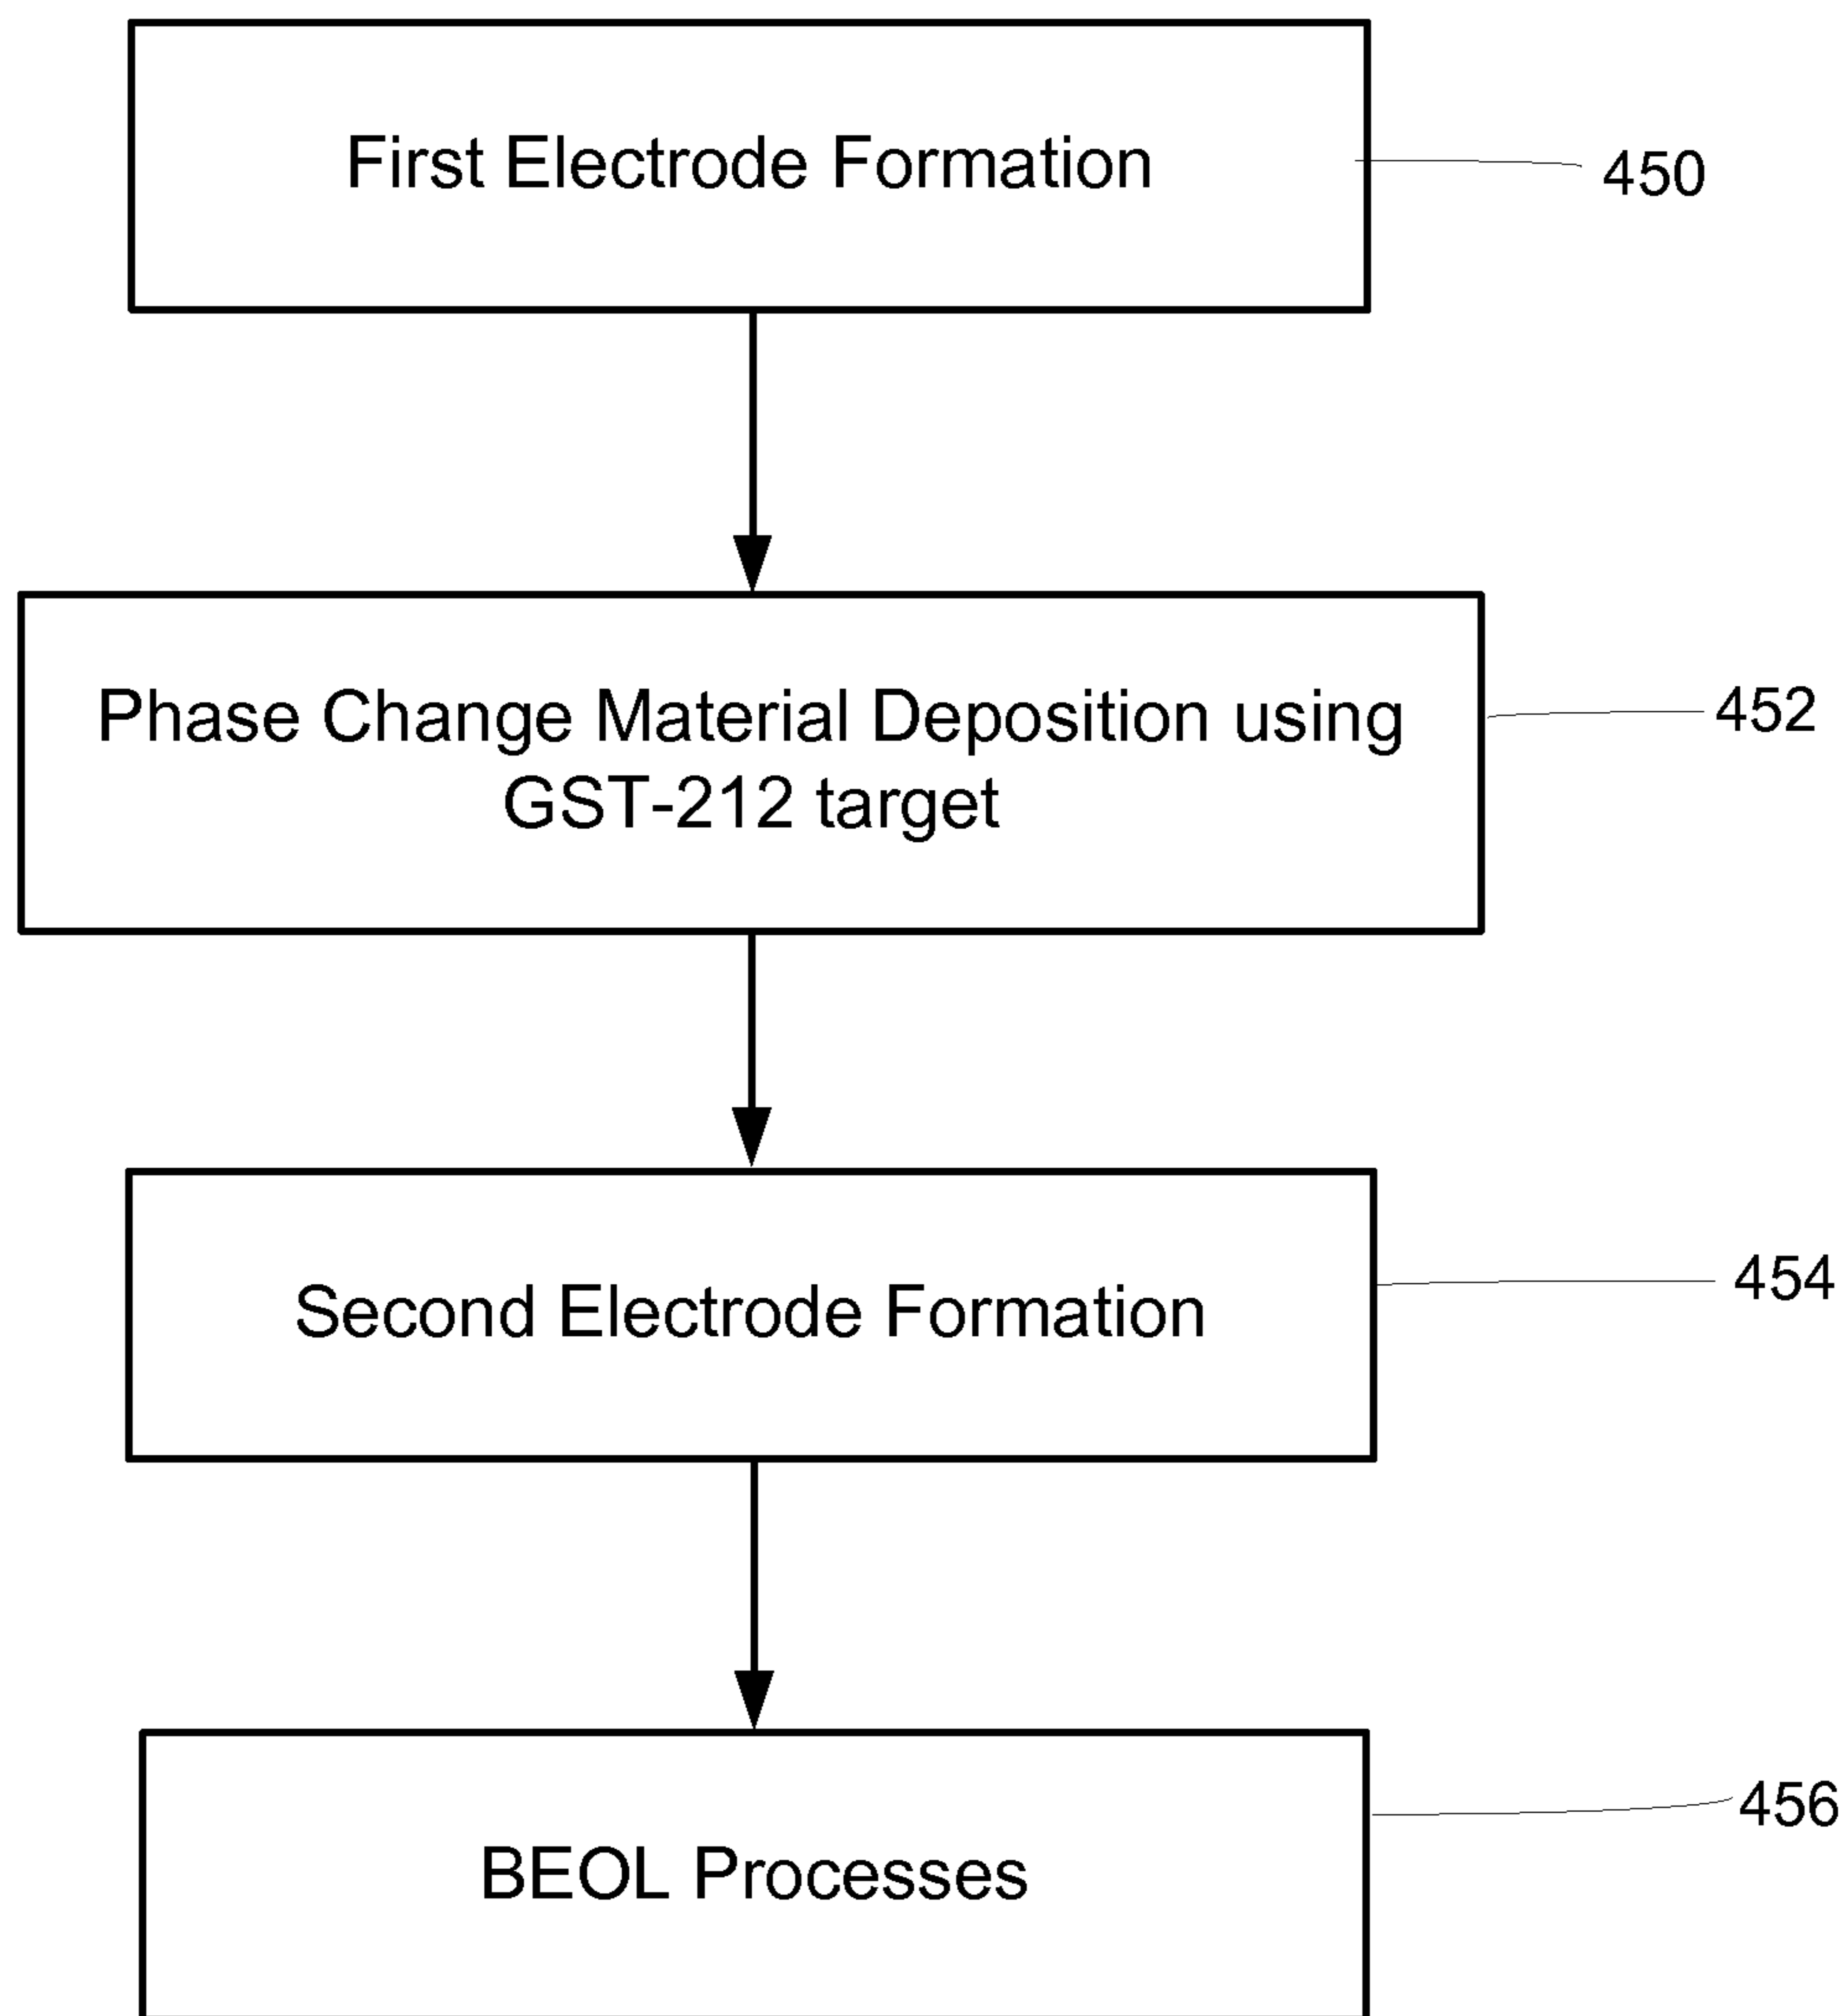 First Electrode Formation
450
Phase Change Material Deposition using
452
GST-212 target
Second Electrode Formation
454
BEOL Processes
456